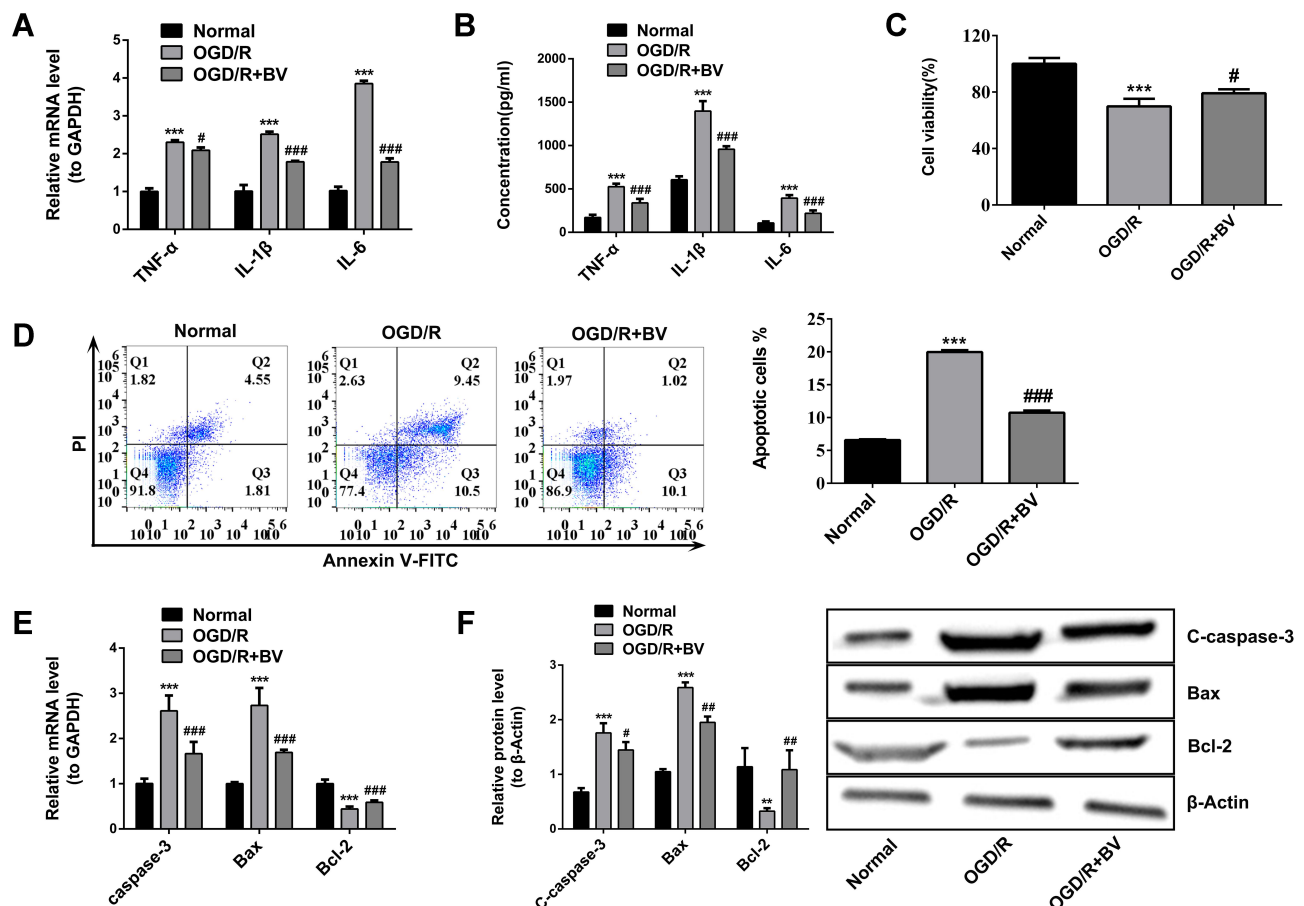 A
Normal
OGD/R
OGD/R+BV
Relative mRNA level
(to GAPDH)
5
4
3
2
1
0
***
#
***
###
***
###
TNF-α
IL-1β
IL-6
B
Normal
OGD/R
OGD/R+BV
Concentration(pg/ml)
2000
1500
1000
500
0
***
###
***
###
***
###
TNF-α
IL-1β
IL-6
C
Cell viability(%)
120
80
40
0
***
#
Normal
OGD/R
OGD/R+BV
D
Normal
OGD/R
OGD/R+BV
PI
Q1
1.82
Q2
4.55
Q4
91.8
Q3
1.81
Q1
2.63
Q2
9.45
Q4
77.4
Q3
10.5
Q1
1.97
Q2
1.02
Q4
86.9
Q3
10.1
Annexin V-FITC
Apoptotic cells %
25
20
15
10
5
0
***
###
Normal
OGD/R
OGD/R+BV
E
Normal
OGD/R
OGD/R+BV
Relative mRNA level
(to GAPDH)
4
3
2
1
0
***
###
***
###
***
###
caspase-3
Bax
Bcl-2
F
Normal
OGD/R
OGD/R+BV
Relative protein level
(to β-Actin)
3
2
1
0
***
#
***
##
**
##
C-caspase-3
Bax
Bcl-2
C-caspase-3
Bax
Bcl-2
β-Actin
Normal
OGD/R
OGD/R+BV